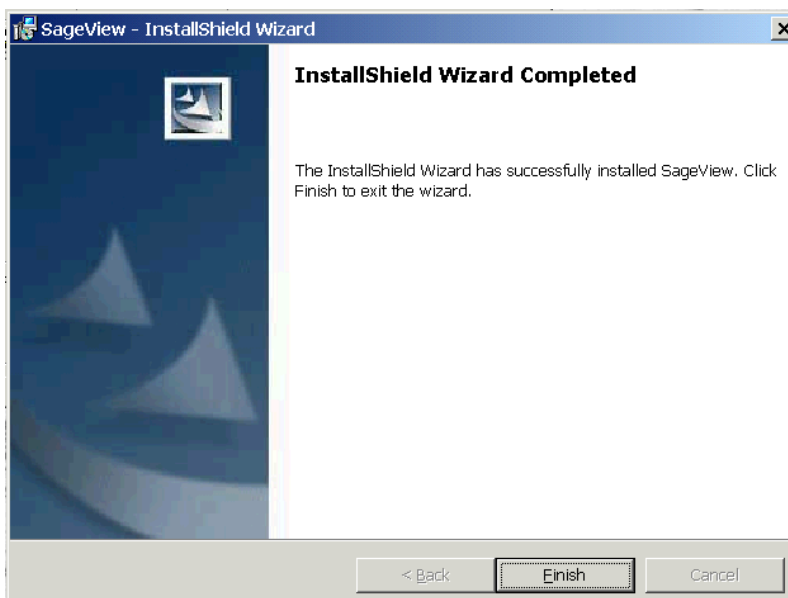 SageView - InstallShield Wizard
InstallShield Wizard Completed
The InstallShield Wizard has successfully installed SageView. Click
Finish to exit the wizard.
< Back
Finish
Cancel